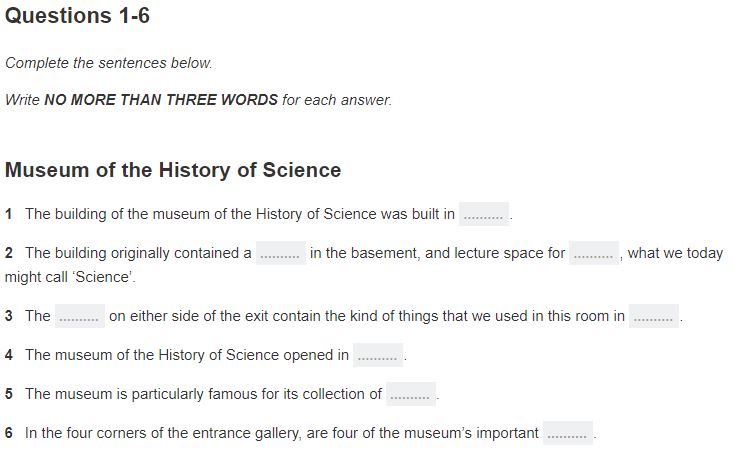 Questions 1-6
Complete the sentences below.
Write NO MORE THAN THREE WORDS for each answer.
Museum of the History of Science
1 The building of the museum of the History of Science was built in .......... .
2 The building originally contained a .......... in the basement, and lecture space for .......... , what we today
might call ‘Science’.
3 The .......... on either side of the exit contain the kind of things that we used in this room in .......... .
4 The museum of the History of Science opened in .......... .
5 The museum is particularly famous for its collection of .......... .
6 In the four corners of the entrance gallery, are four of the museum’s important .......... .